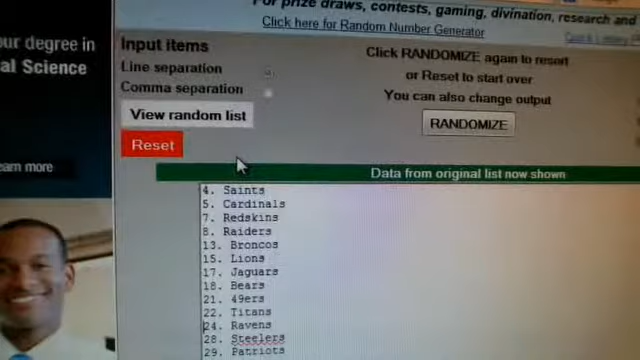 For prize draws, contests, gaming, divination, research and
Click here for Random Number Generator
our degree in
al Science
earn more
Input items
Line separation
Comma separation
View random list
Reset
Click RANDOMIZE again to resort
or Reset to start over
You can also change output
RANDOMIZE
Data from original list now shown
4. Saints
5. Cardinals
7. Redskins
8. Raiders
13. Broncos
15. Lions
17. Jaguars
18. Bears
21. 49ers
22. Titans
24. Ravens
28. Steelers
29. Patriots